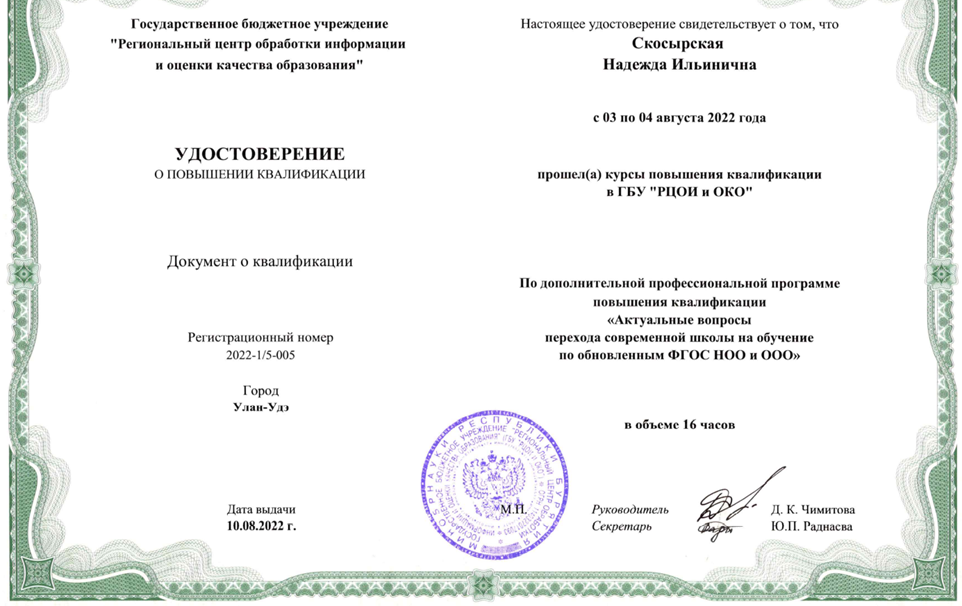 Государственное бюджетное учреждение
"Региональный центр обработки информации
и оценки качества образования"
УДОСТОВЕРЕНИЕ
О ПОВЫШЕНИИ КВАЛИФИКАЦИИ
Документ о квалификации
Регистрационный номер
2022-1/5-005
Город
Улан-Удэ
Дата выдачи
10.08.2022 г.
Настоящее удостоверение свидетельствует о том, что
Скосырская
Надежда Ильинична
с 03 по 04 августа 2022 года
прошел(а) курсы повышения квалификации
в ГБУ "РЦОИ и ОКО"
По дополнительной профессиональной программе
повышения квалификации
«Актуальные вопросы
перехода современной школы на обучение
по обновленным ФГОС НОО и ООО»
в объеме 16 часов
М.П.
Руководитель Д. К. Чимитова
Секретарь Ю.П. Раднаева
МИНОБРНАУКИ РЕСПУБЛИКИ БУРЯТИЯ